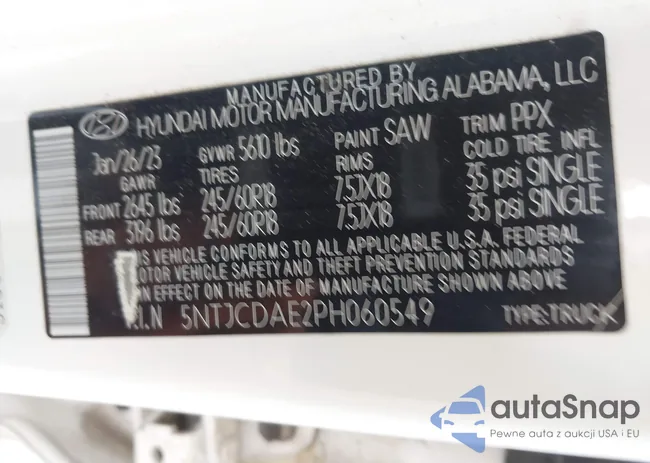 MANUFACTURED BY
HYUNDAI MOTOR MANUFACTURING ALABAMA, LLC
Jan/26/23 GVWR 5610 lbs PAINT SAW TRIM PPX
GAWR TIRES RIMS COLD TIRE INFL
FRONT 2645 lbs 245/60R18 7.5JX18 35 psi SINGLE
REAR 3196 lbs 245/60R18 7.5JX18 35 psi SINGLE
THIS VEHICLE CONFORMS TO ALL APPLICABLE U.S.A. FEDERAL
MOTOR VEHICLE SAFETY AND THEFT PREVENTION STANDARDS
IN EFFECT ON THE DATE OF MANUFACTURE SHOWN ABOVE
V.I.N 5NTJCDAE2PH060549 TYPE:TRUCK
autaSnap
Pewne auta z aukcji USA i EU